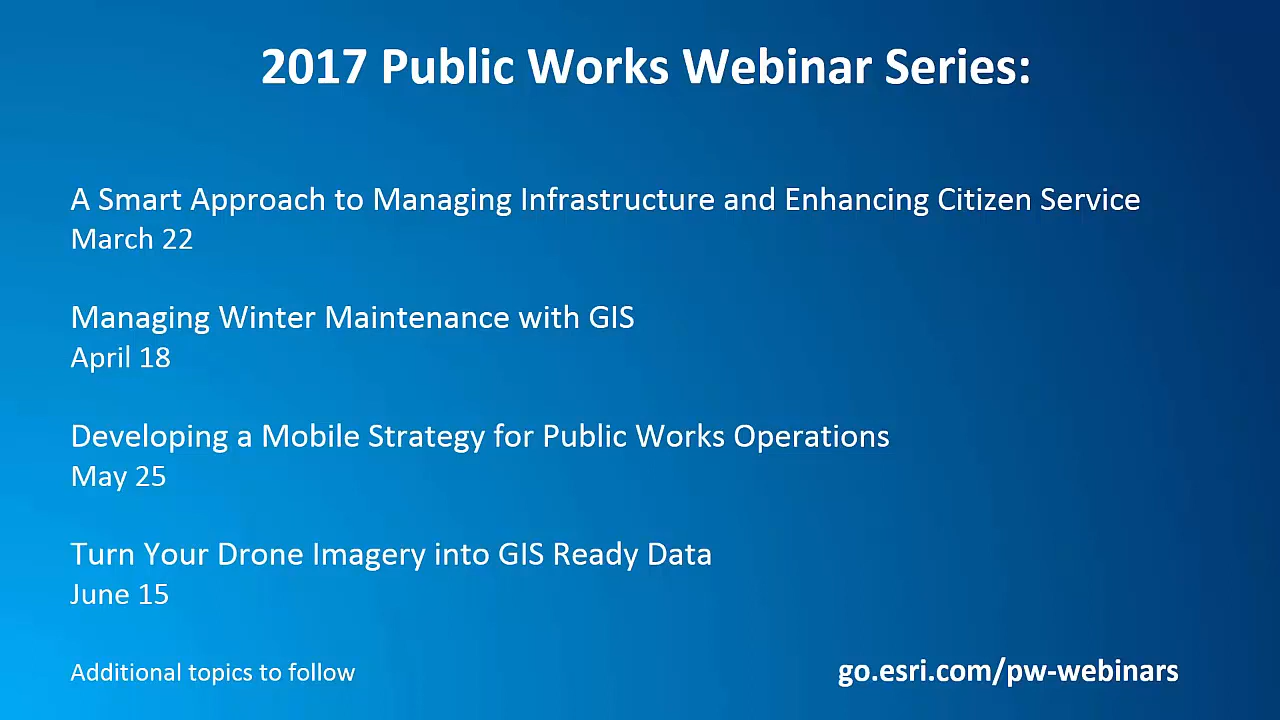 2017 Public Works Webinar Series:
A Smart Approach to Managing Infrastructure and Enhancing Citizen Service
March 22
Managing Winter Maintenance with GIS
April 18
Developing a Mobile Strategy for Public Works Operations
May 25
Turn Your Drone Imagery into GIS Ready Data
June 15
Additional topics to follow
go.esri.com/pw-webinars